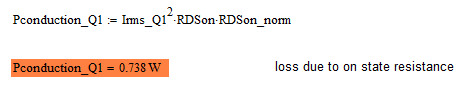 Pconduction_Q1 := Irms_Q1²·RDSon·RDSon_norm
Pconduction_Q1 = 0.738 W loss due to on state resistance